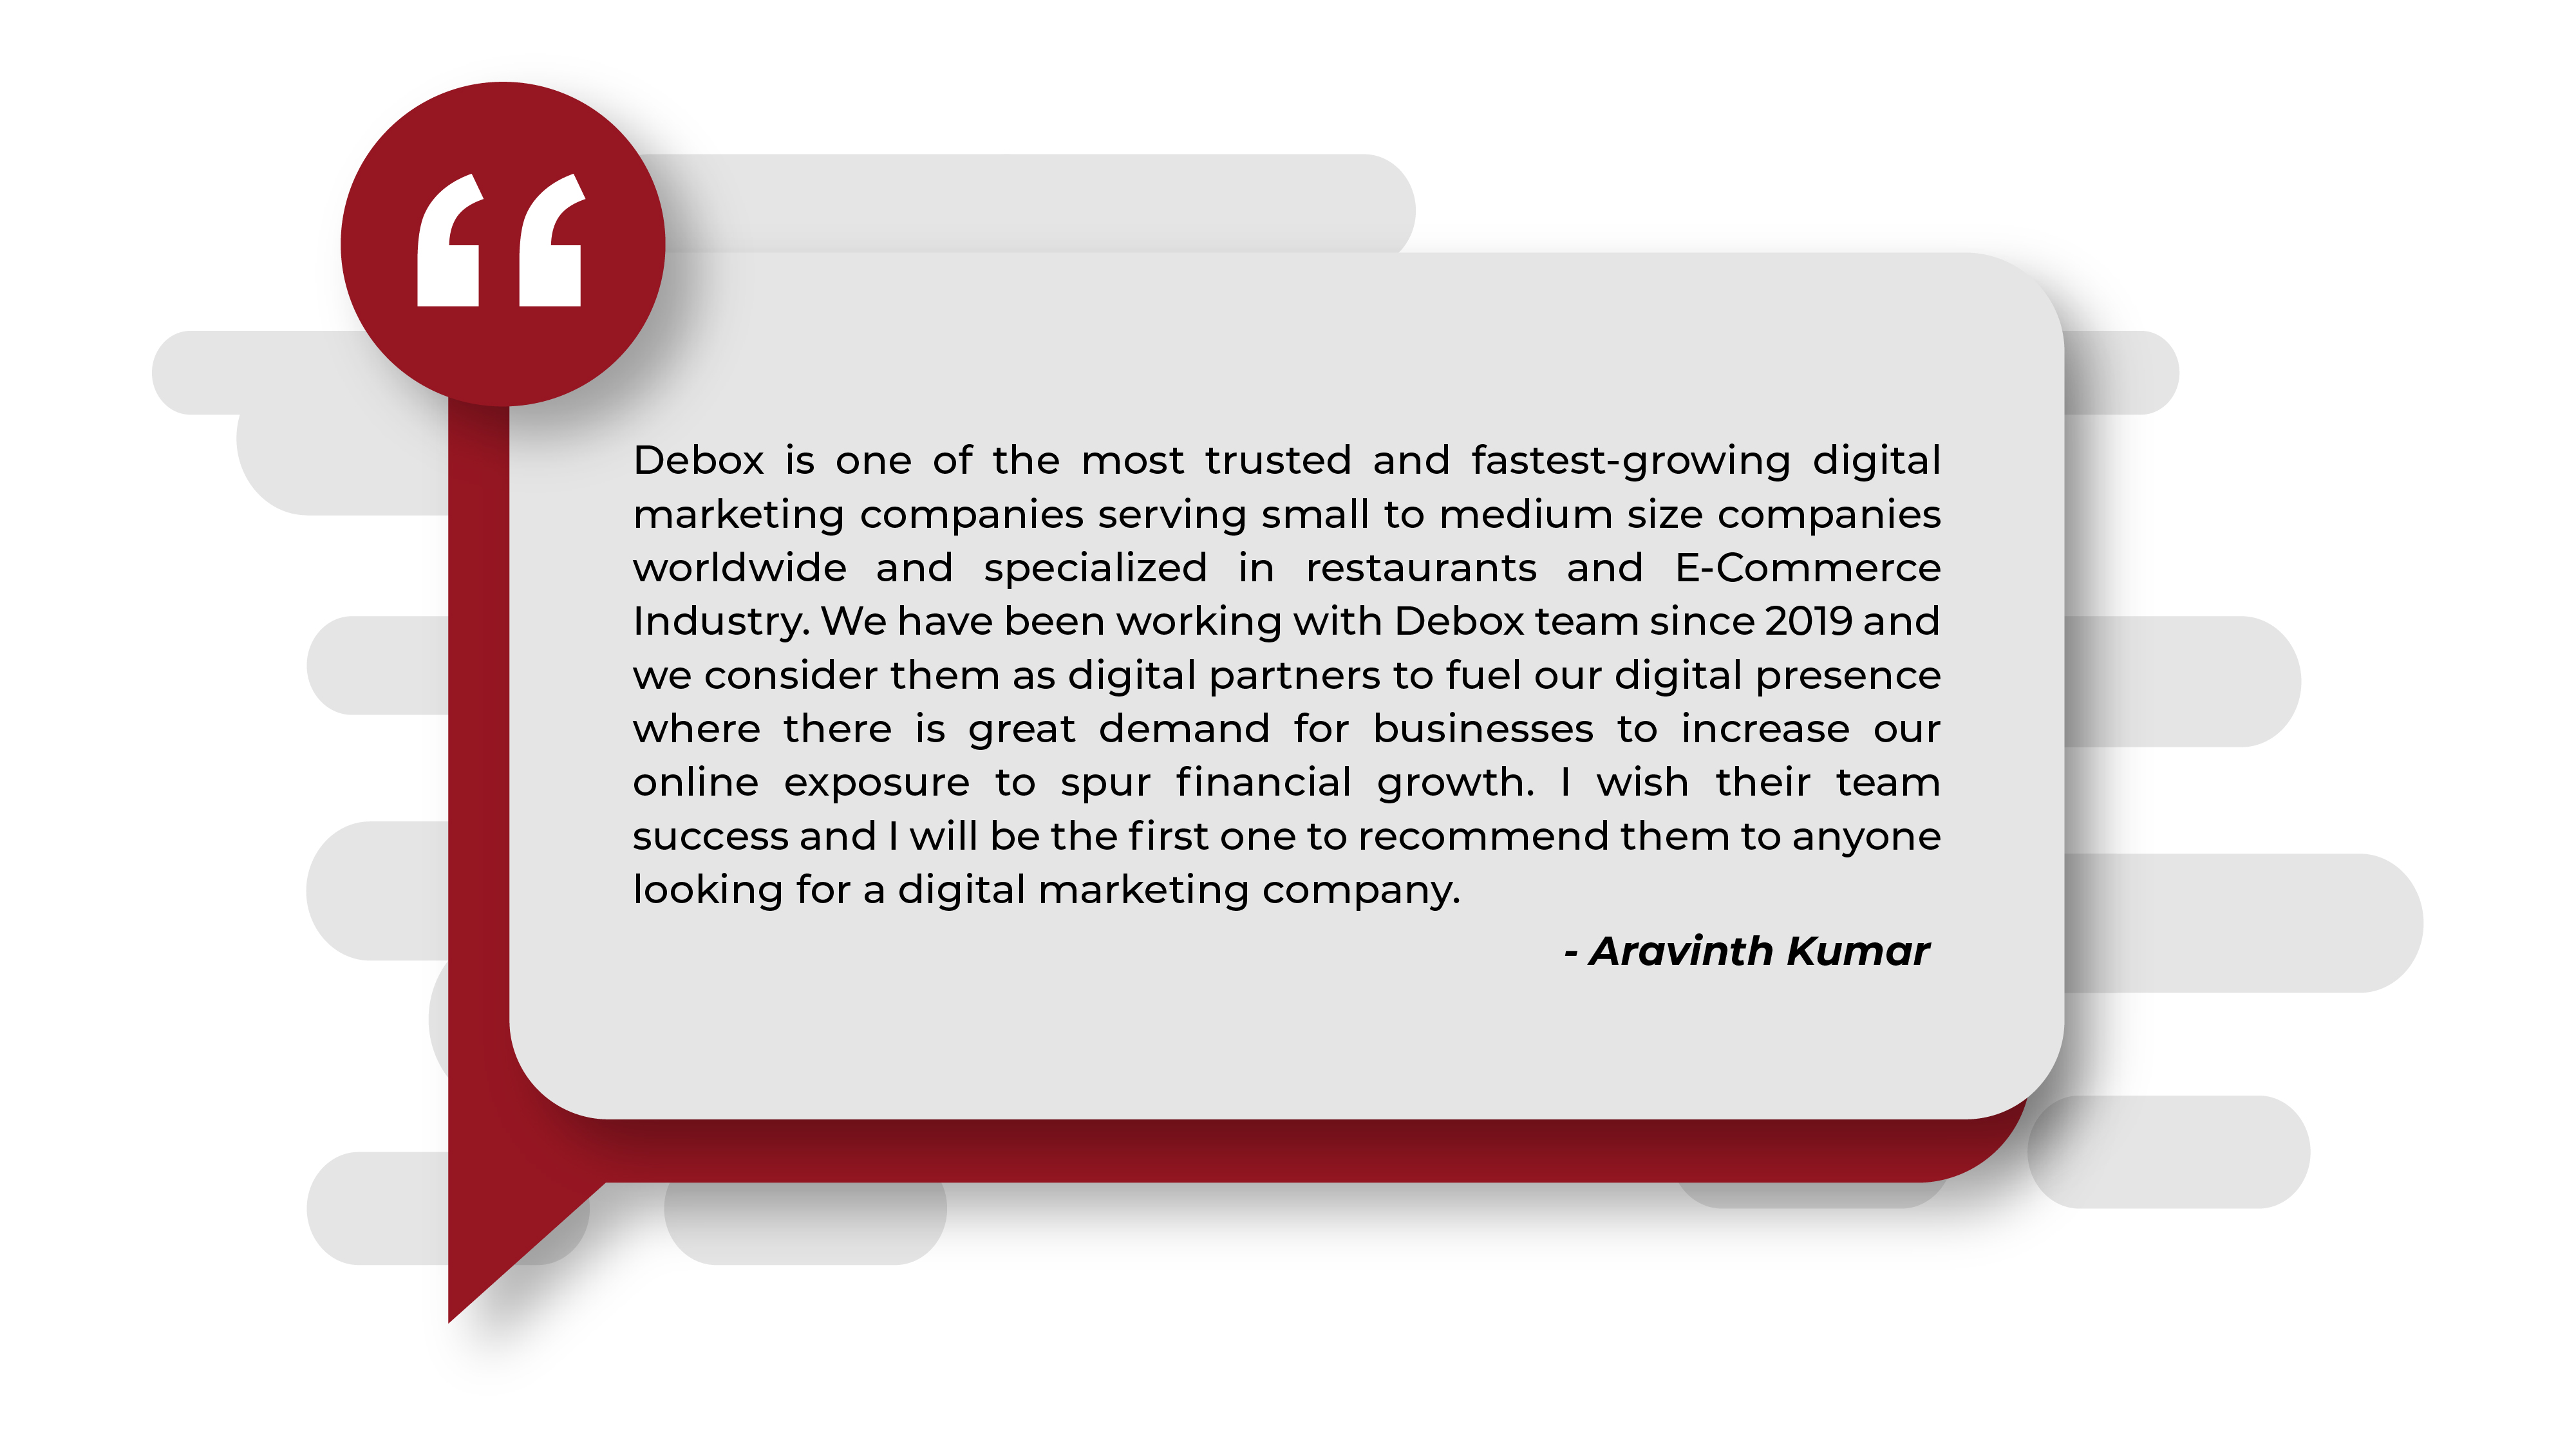 “
Debox is one of the most trusted and fastest-growing digital
marketing companies serving small to medium size companies
worldwide and specialized in restaurants and E-Commerce
Industry. We have been working with Debox team since 2019 and
we consider them as digital partners to fuel our digital presence
where there is great demand for businesses to increase our
online exposure to spur financial growth. I wish their team
success and I will be the first one to recommend them to anyone
looking for a digital marketing company.
- Aravinth Kumar